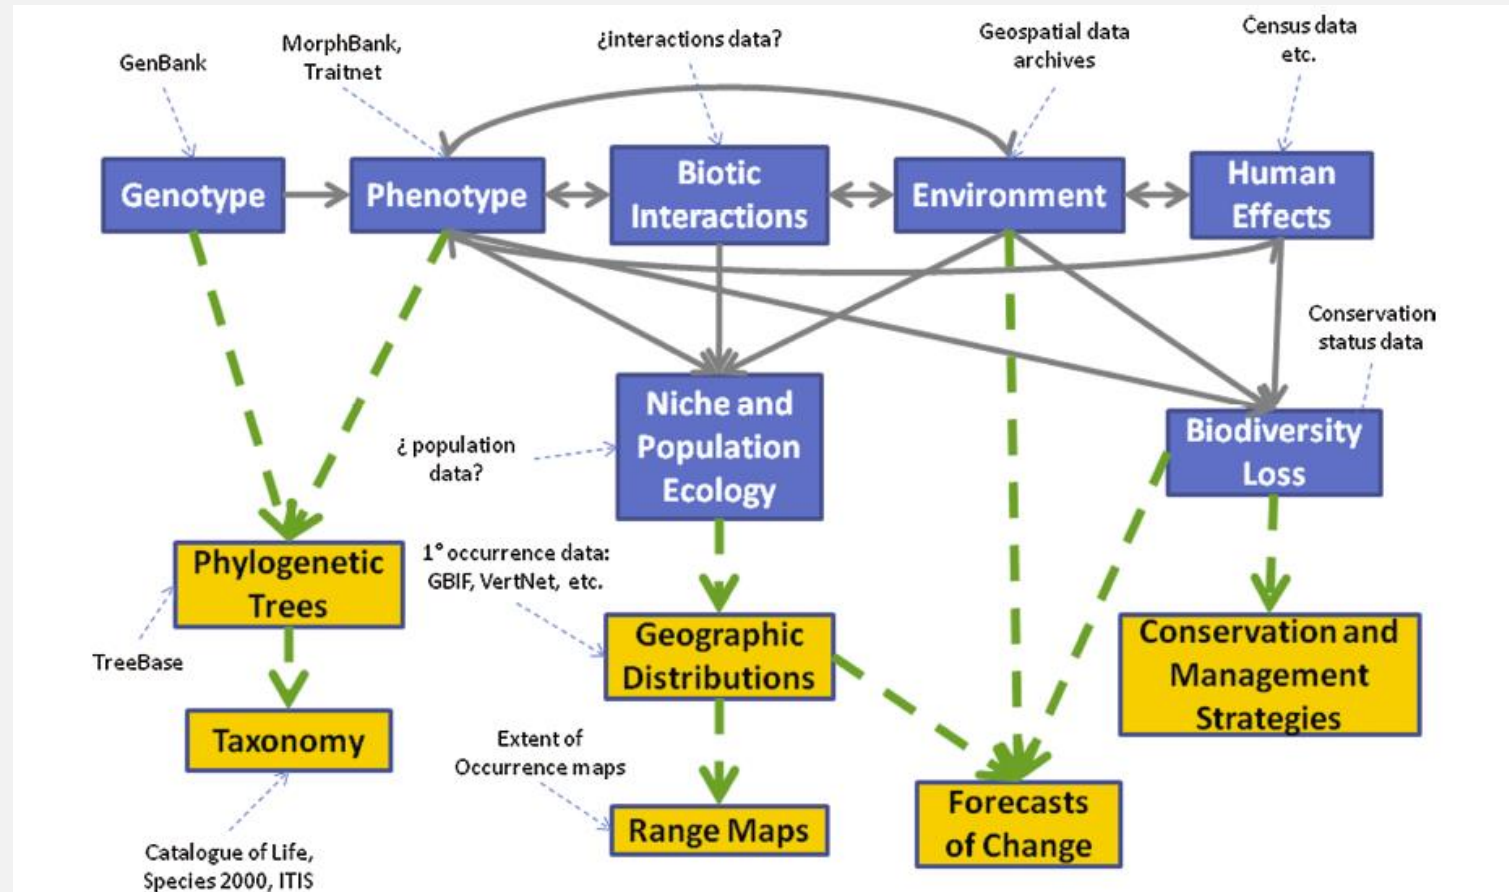 GenBank
MorphBank,
Traitnet
¿interactions data?
Geospatial data
archives
Census data
etc.
Genotype
Phenotype
Biotic
Interactions
Environment
Human
Effects
Conservation
status data
Niche and
Population
Ecology
¿ population
data?
Biodiversity
Loss
Phylogenetic
Trees
1° occurrence data:
GBIF, VertNet, etc.
Geographic
Distributions
Conservation and
Management
Strategies
TreeBase
Taxonomy
Extent of
Occurrence maps
Range Maps
Forecasts
of Change
Catalogue of Life,
Species 2000, ITIS